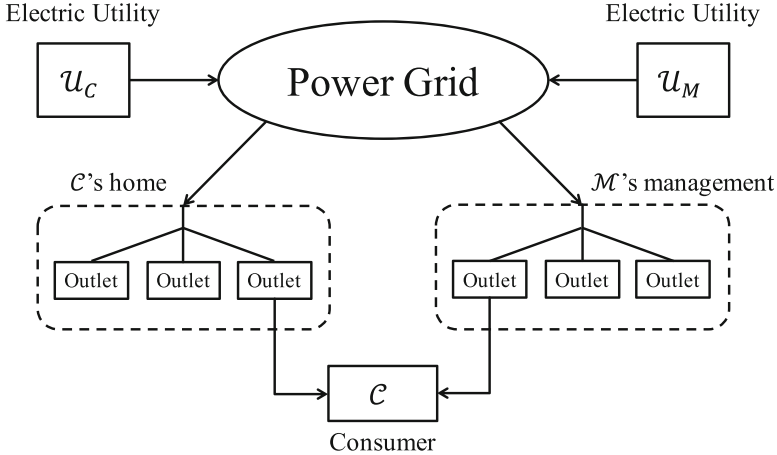 Electric Utility
Electric Utility
𝒰_C
Power Grid
𝒰_M
𝒞's home
ℳ's management
Outlet Outlet Outlet
Outlet Outlet Outlet
𝒞
Consumer